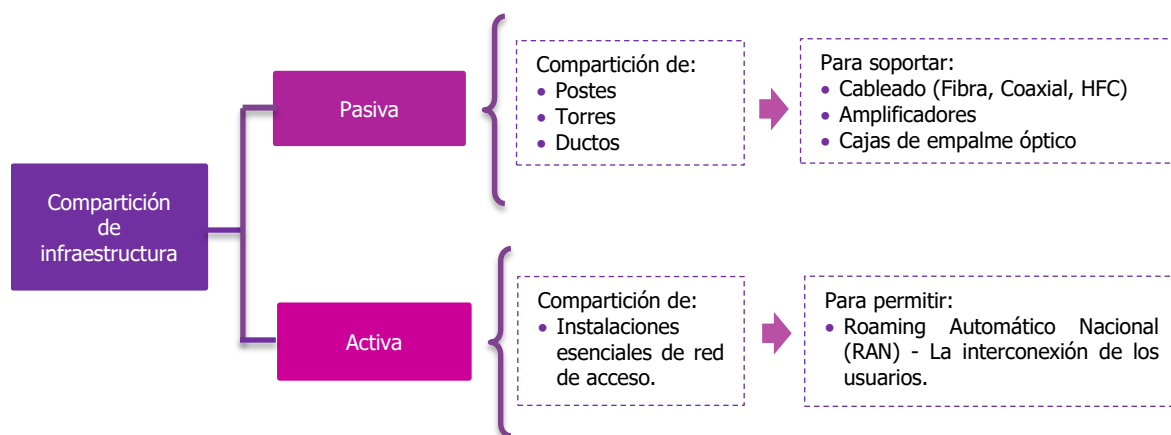 Compartición
de
infraestructura
Pasiva
Compartición de:
• Postes
• Torres
• Ductos
Para soportar:
• Cableado (Fibra, Coaxial, HFC)
• Amplificadores
• Cajas de empalme óptico
Activa
Compartición de:
• Instalaciones
esenciales de red
de acceso.
Para permitir:
• Roaming Automático Nacional
(RAN) - La interconexión de los
usuarios.